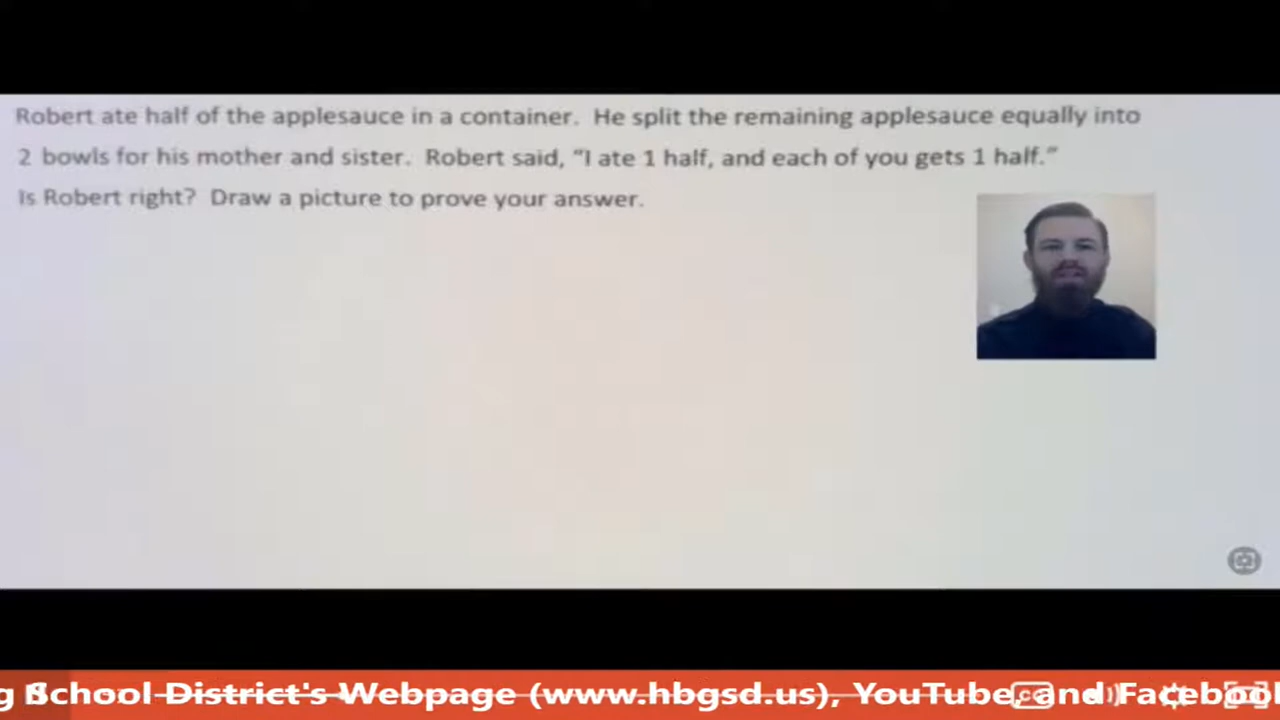 Robert ate half of the applesauce in a container. He split the remaining applesauce equally into
2 bowls for his mother and sister. Robert said, “I ate 1 half, and each of you gets 1 half.”
Is Robert right? Draw a picture to prove your answer.
School District's Webpage (www.hbgsd.us), YouTube, and